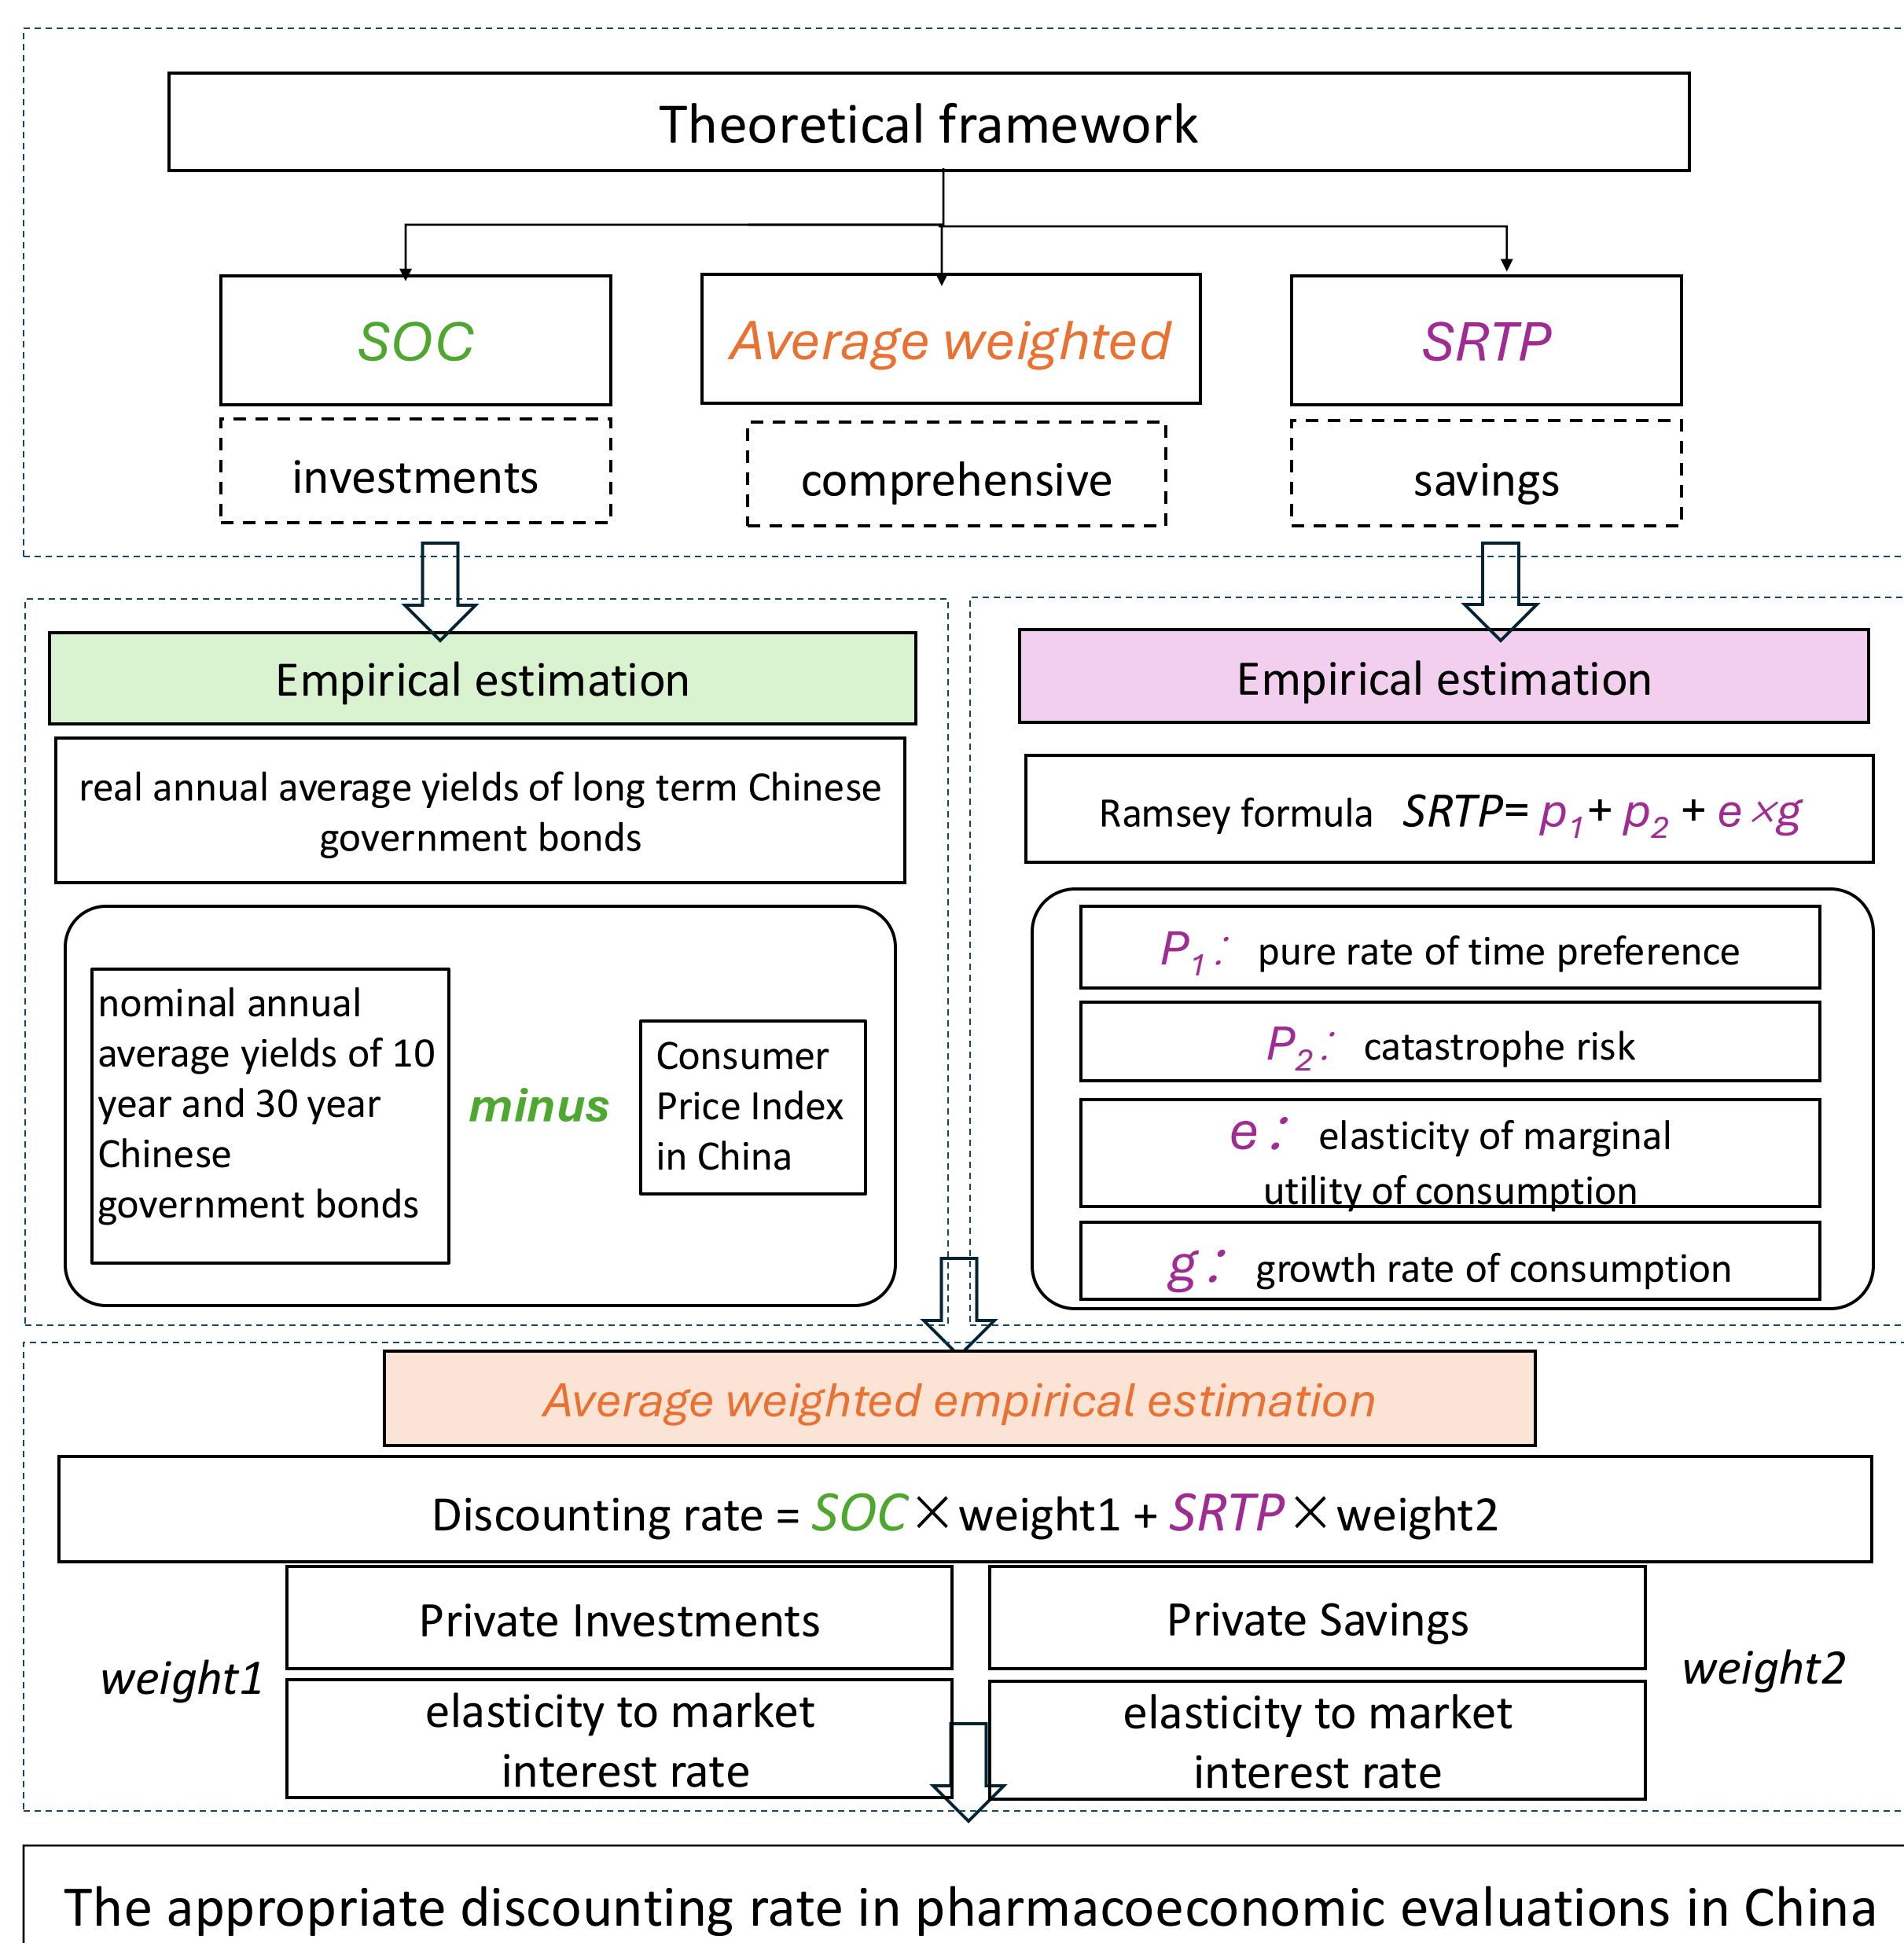 Theoretical framework
SOC
Average weighted
SRTP
investments
comprehensive
savings
Empirical estimation
real annual average yields of long term Chinese
government bonds
nominal annual
average yields of 10
year and 30 year
Chinese
government bonds
minus
Consumer
Price Index
in China
Empirical estimation
Ramsey formula SRTP= p₁+ p₂ + e×g
P₁: pure rate of time preference
P₂: catastrophe risk
e: elasticity of marginal
utility of consumption
g: growth rate of consumption
Average weighted empirical estimation
Discounting rate = SOC×weight1 + SRTP×weight2
weight1
Private Investments
elasticity to market
interest rate
Private Savings
elasticity to market
interest rate
weight2
The appropriate discounting rate in pharmacoeconomic evaluations in China